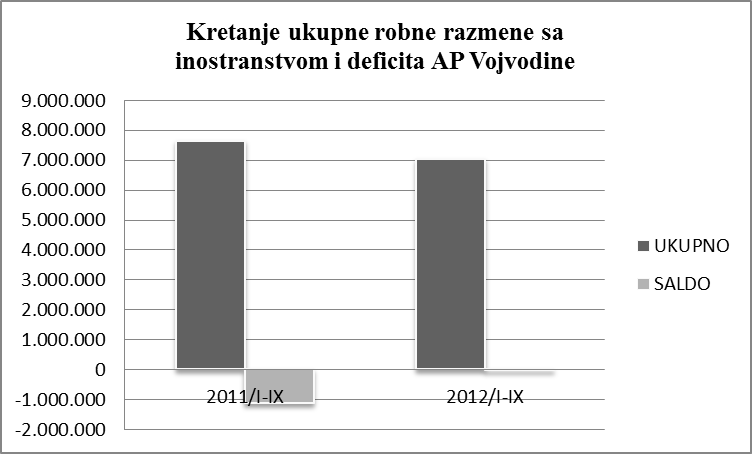 Kretanje ukupne robne razmene sa
inostranstvom i deficita AP Vojvodine
9.000.000
8.000.000
7.000.000
6.000.000
5.000.000
4.000.000
3.000.000
2.000.000
1.000.000
0
-1.000.000
-2.000.000
2011/I-IX
2012/I-IX
UKUPNO
SALDO